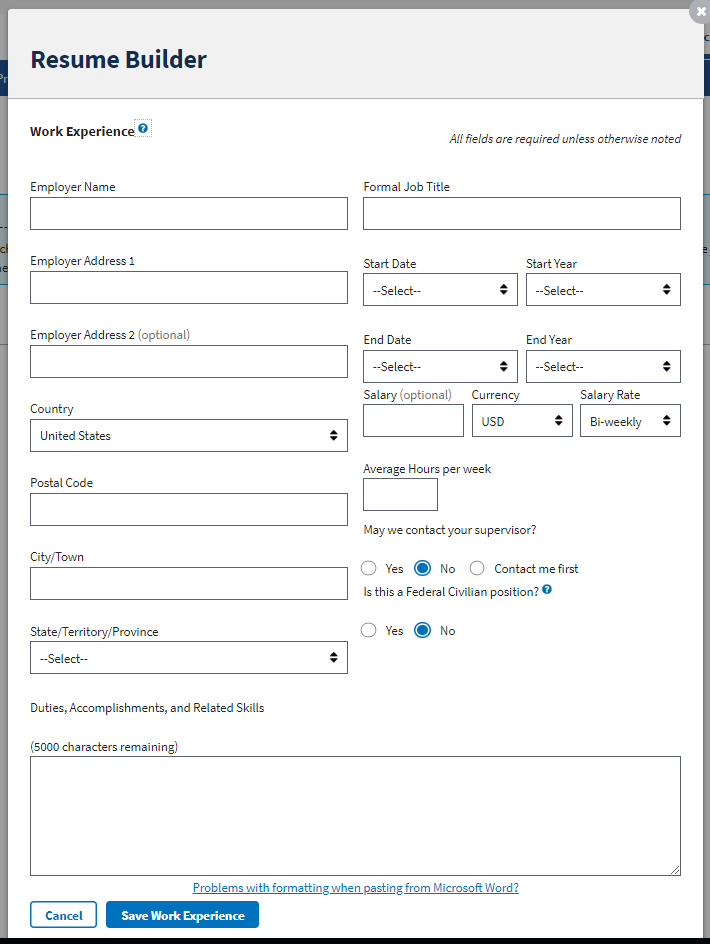 Resume Builder
Work Experience
All fields are required unless otherwise noted
Employer Name
Formal Job Title
Employer Address 1
Start Date
Start Year
--Select--
--Select--
Employer Address 2 (optional)
End Date
End Year
--Select--
--Select--
Country
United States
Salary (optional)
Currency
Salary Rate
USD
Bi-weekly
Postal Code
Average Hours per week
May we contact your supervisor?
City/Town
Yes No Contact me first
Is this a Federal Civilian position?
State/Territory/Province
Yes No
--Select--
Duties, Accomplishments, and Related Skills
(5000 characters remaining)
Problems with formatting when pasting from Microsoft Word?
Cancel
Save Work Experience